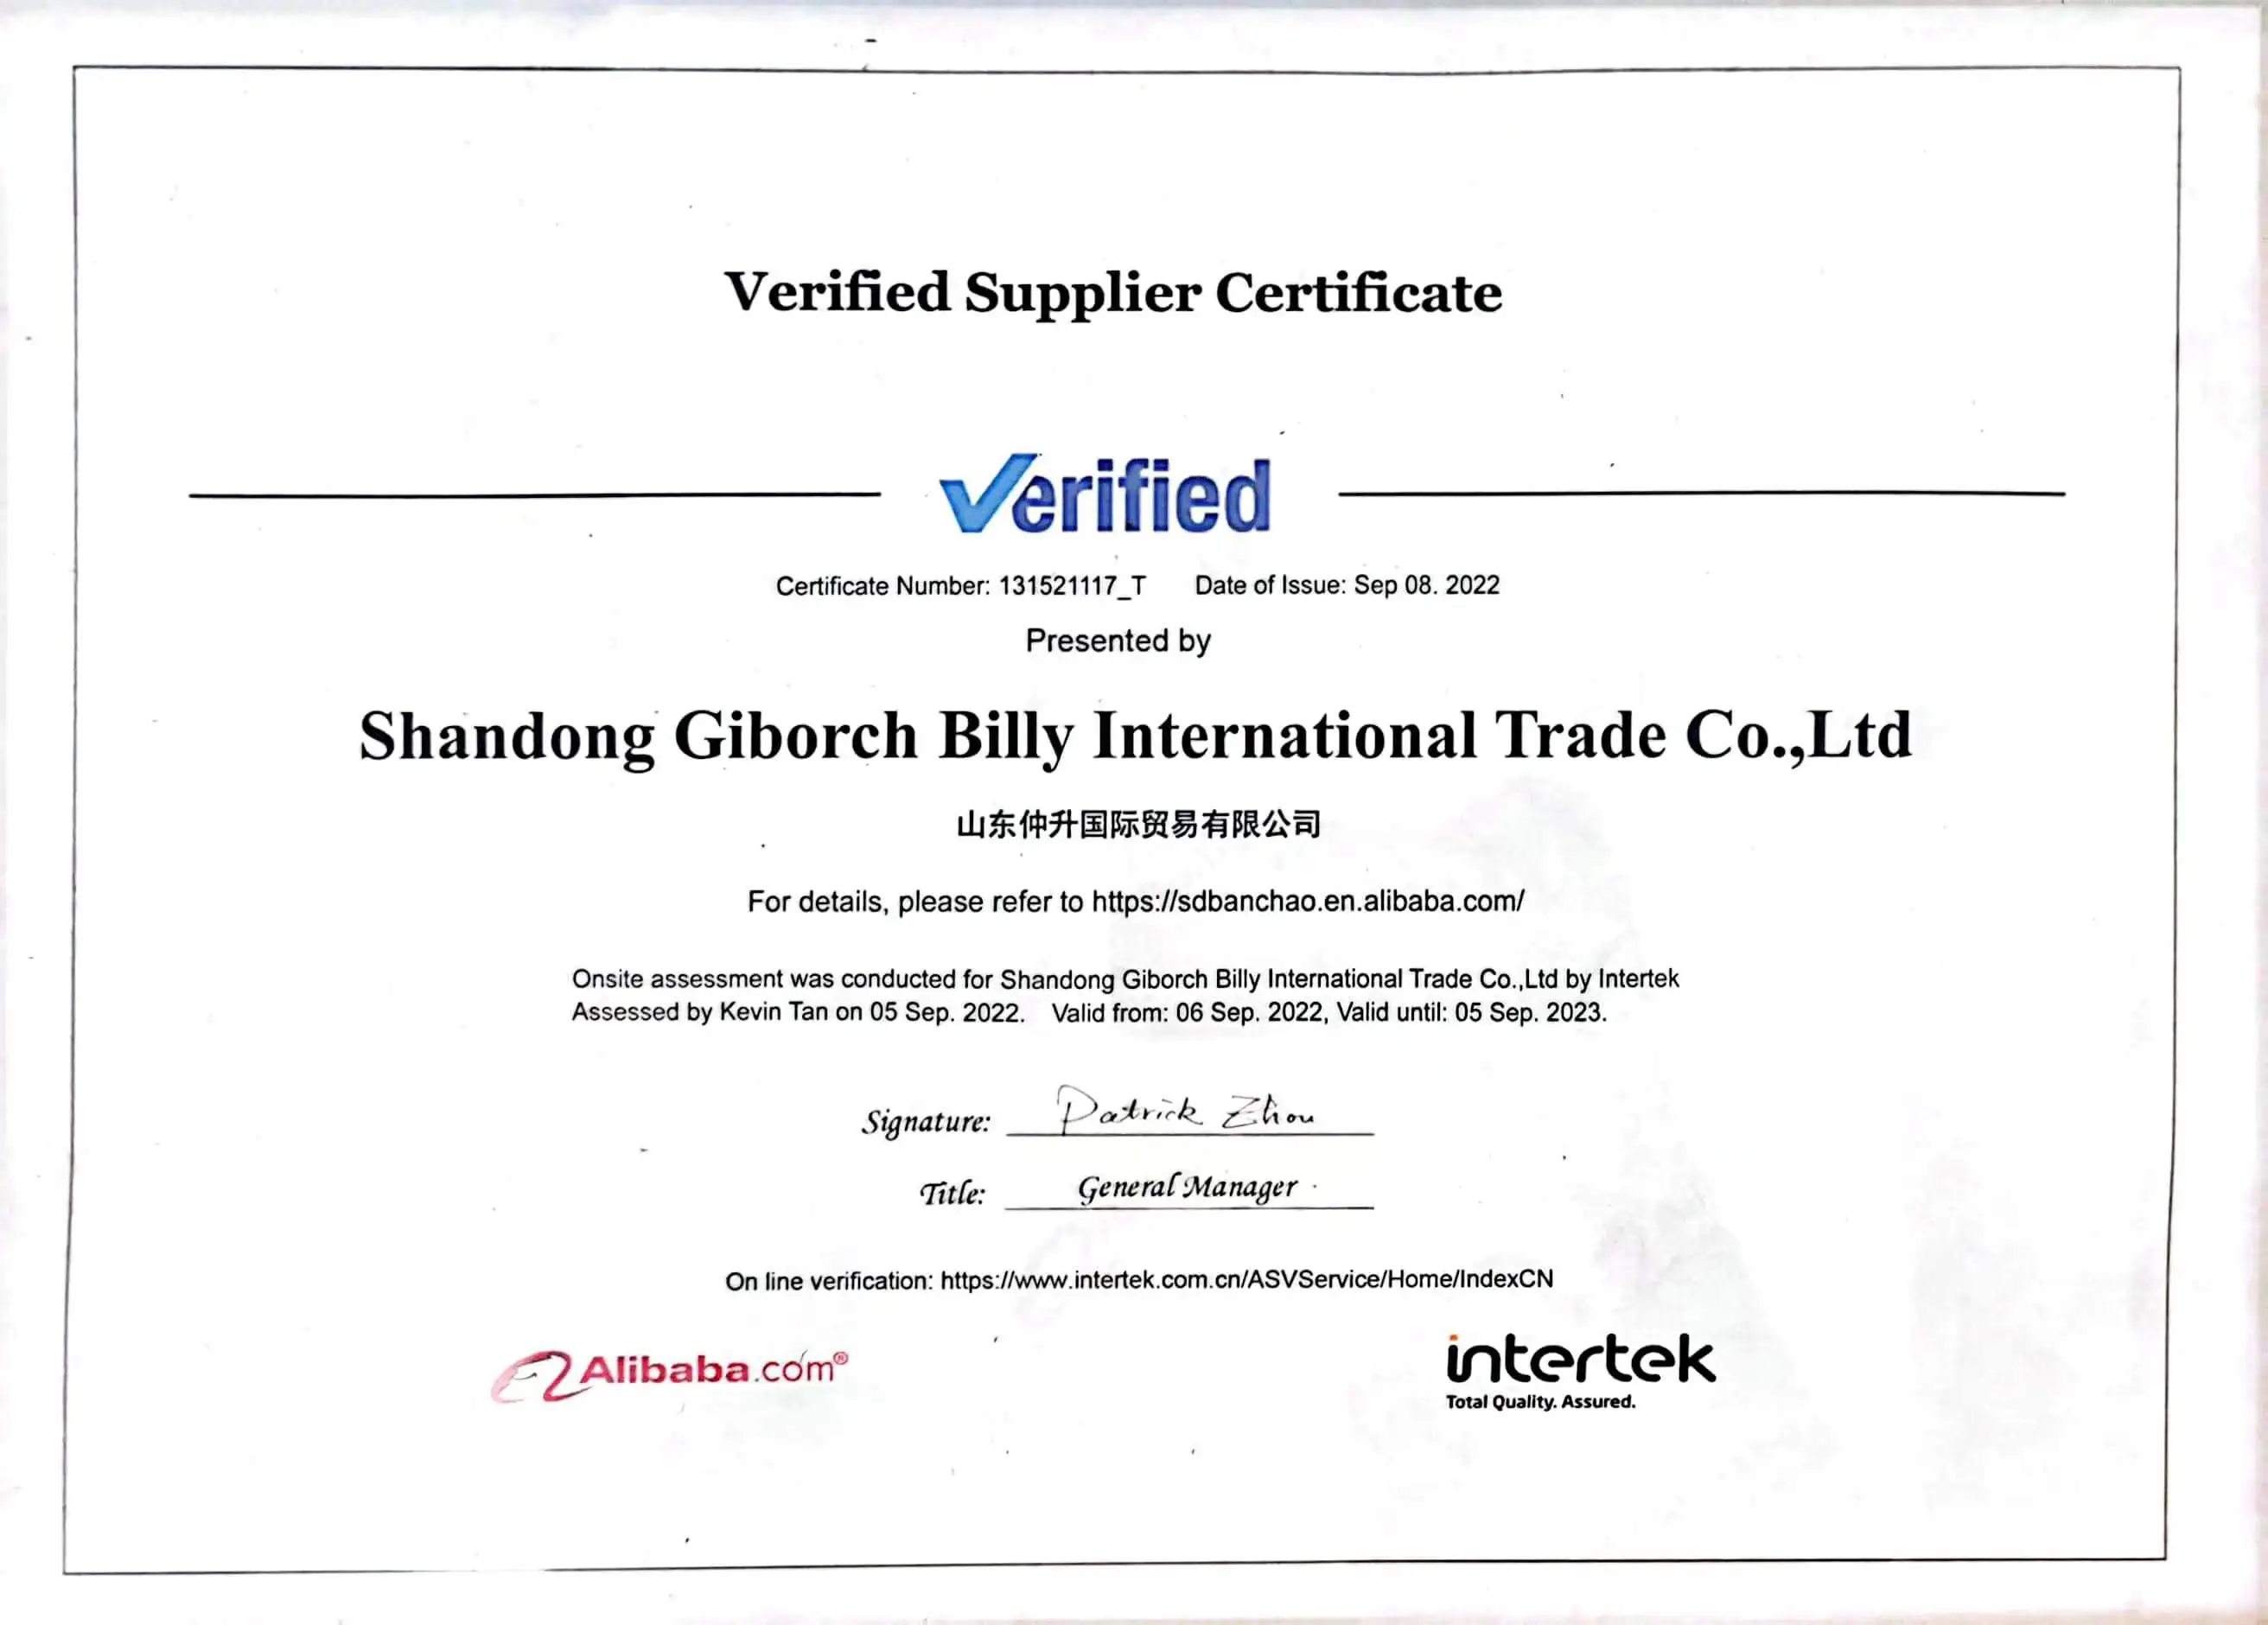 Verified Supplier Certificate
Verified
Certificate Number: 131521117_T Date of Issue: Sep 08. 2022
Presented by
Shandong Giborch Billy International Trade Co.,Ltd
山东仲升国际贸易有限公司
For details, please refer to https://sdbanchao.en.alibaba.com/
Onsite assessment was conducted for Shandong Giborch Billy International Trade Co.,Ltd by Intertek
Assessed by Kevin Tan on 05 Sep. 2022. Valid from: 06 Sep. 2022, Valid until: 05 Sep. 2023.
Signature: Patrick Zhou
Title: General Manager
On line verification: https://www.intertek.com.cn/ASVService/Home/IndexCN
Alibaba.com® intertek
Total Quality. Assured.